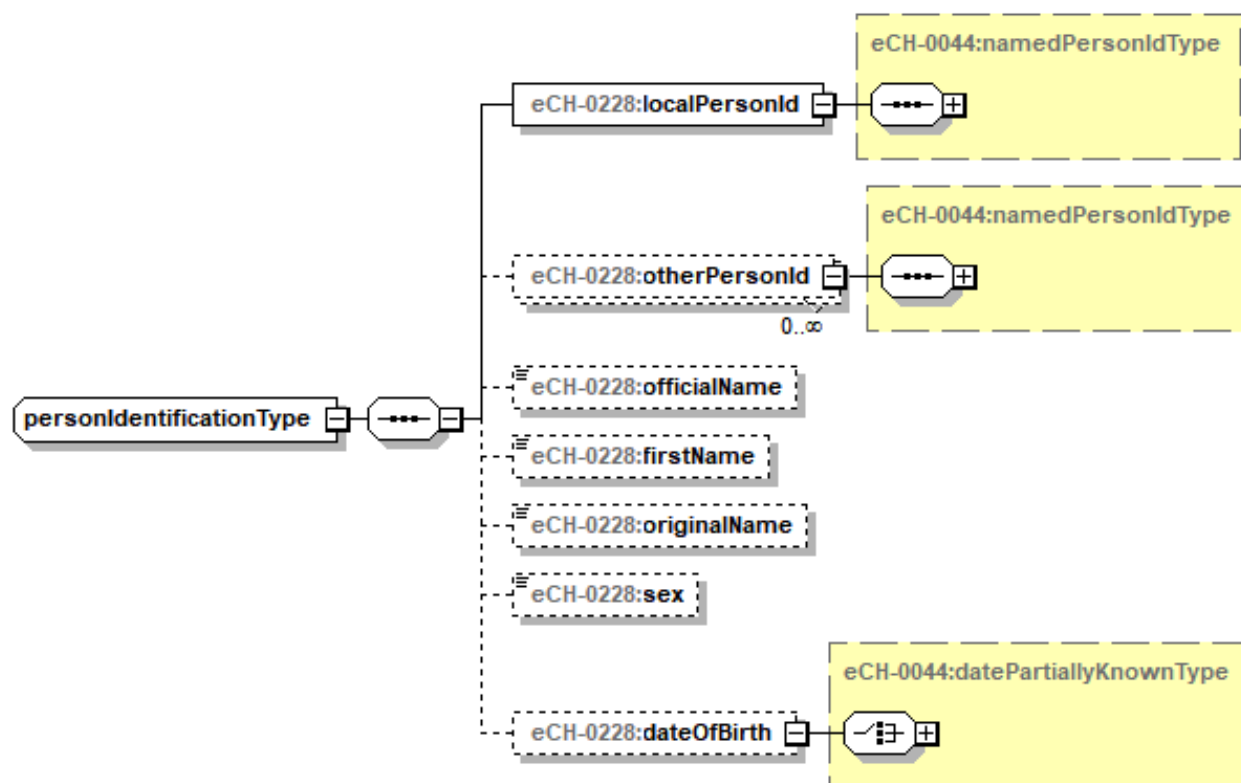 eCH-0044:namedPersonIdType
eCH-0228:localPersonId
eCH-0044:namedPersonIdType
eCH-0228:otherPersonId
0..∞
eCH-0228:officialName
personIdentificationType
eCH-0228:firstName
eCH-0228:originalName
eCH-0228:sex
eCH-0044:datePartiallyKnownType
eCH-0228:dateOfBirth